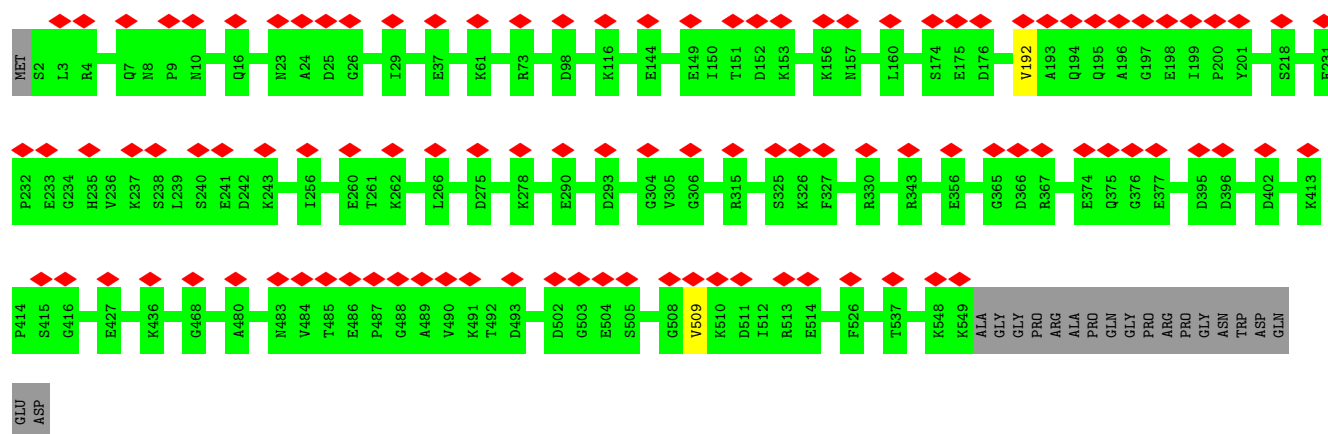 MET S2 L3 R4 Q7 N8 P9 N10 Q16 N23 A24 D25 G26 I29 E37 K61 R73 D98 K116 E144 E149 I150 T151 D152 K153 K156 N157 L160 S174 E175 D176 V192 A193 Q194 Q195 A196 G197 E198 I199 P200 Y201 S218
P232 E233 G234 H235 V236 K237 S238 L239 S240 E241 D242 K243 I256 E260 T261 K262 L266 D275 K278 E290 D293 G304 V305 G306 R315 S325 K326 F327 R330 R343 E356 G365 D366 R367 E374 Q375 G376 E377 D395 D396 D402 K413
P414 S415 G416 E427 K436 G468 A480 N483 V484 T485 E486 P487 G488 A489 V490 K491 T492 D493 D502 G503 E504 S505 G508 V509 K510 D511 I512 R513 E514 F526 T537 K548 K549 ALA GLY GLY PRO ARG ALA PRO GLN GLY PRO ARG PRO GLY ASN TRP ASP GLN
GLU ASP